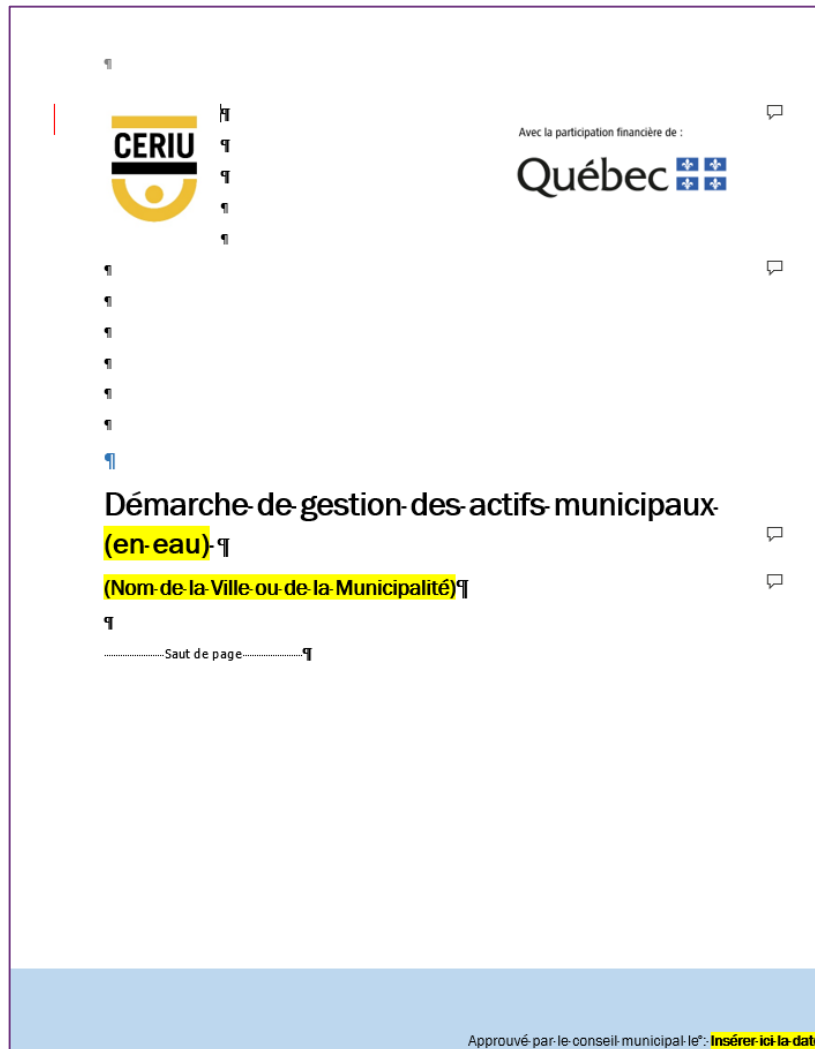 CERIU
Avec la participation financière de :
Québec
Démarche de gestion des actifs municipaux
(en eau)
(Nom de la Ville ou de la Municipalité)
Saut de page
Approuvé par le conseil municipal le°: Insérer ici la date